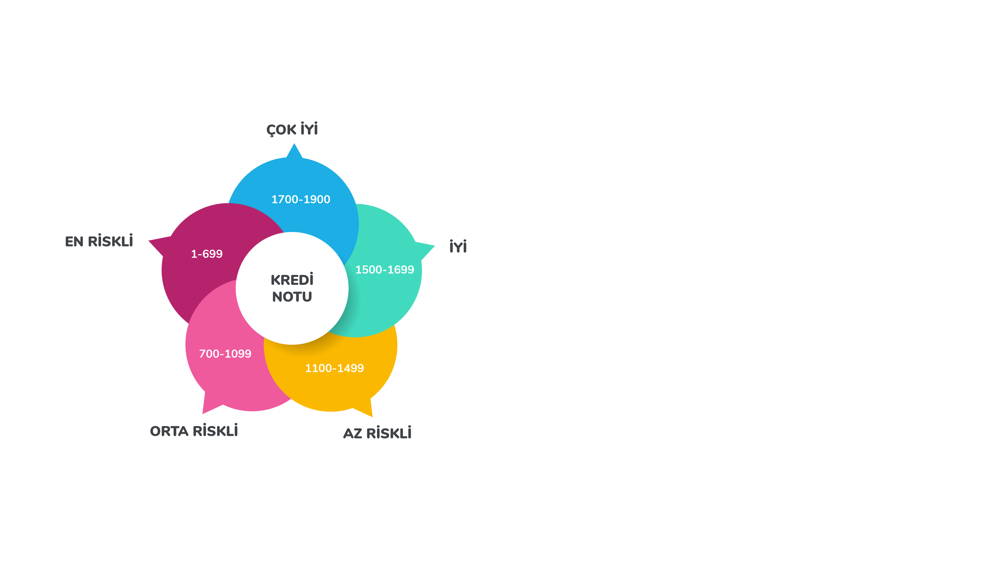 ÇOK İYİ
1700-1900
EN RİSKLİ
1-699
İYİ
1500-1699
KREDİ
NOTU
700-1099
1100-1499
ORTA RİSKLİ
AZ RİSKLİ